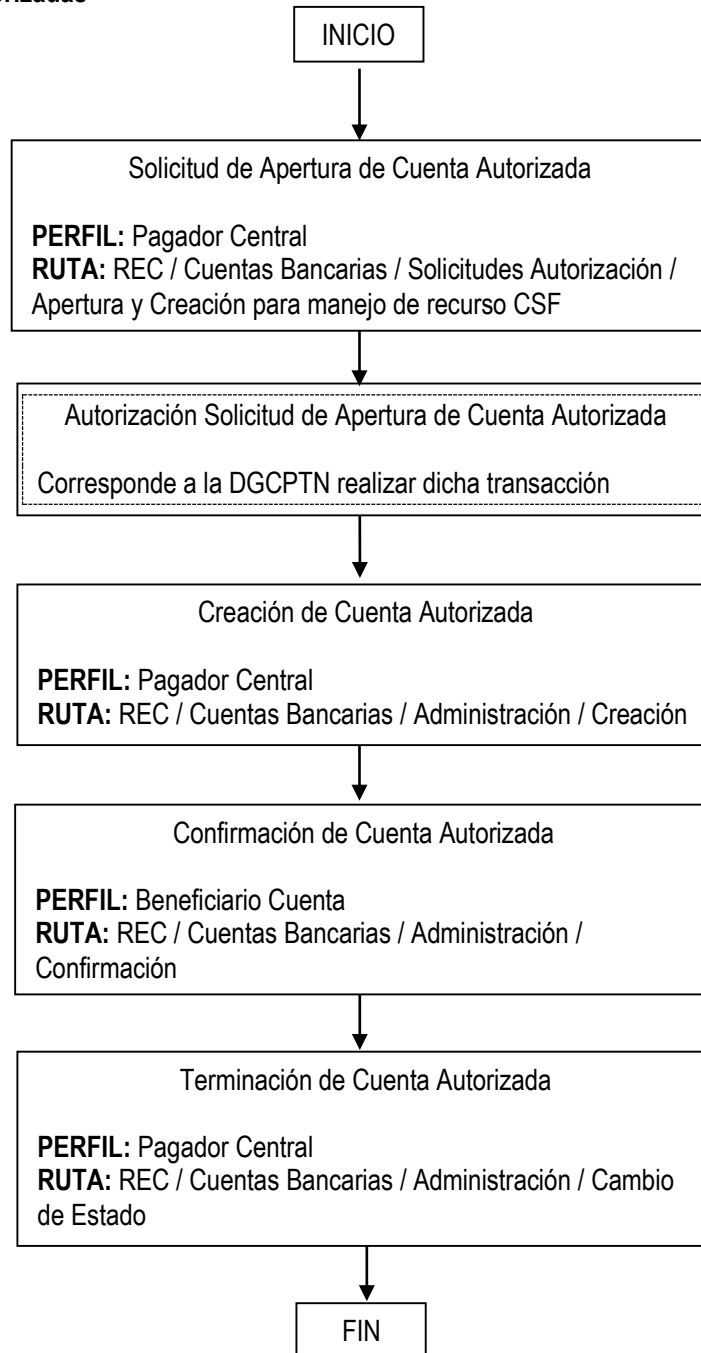 INICIO
Solicitud de Apertura de Cuenta Autorizada
PERFIL: Pagador Central
RUTA: REC / Cuentas Bancarias / Solicitudes Autorización /
Apertura y Creación para manejo de recurso CSF
Autorización Solicitud de Apertura de Cuenta Autorizada
Corresponde a la DGCPTN realizar dicha transacción
Creación de Cuenta Autorizada
PERFIL: Pagador Central
RUTA: REC / Cuentas Bancarias / Administración / Creación
Confirmación de Cuenta Autorizada
PERFIL: Beneficiario Cuenta
RUTA: REC / Cuentas Bancarias / Administración /
Confirmación
Terminación de Cuenta Autorizada
PERFIL: Pagador Central
RUTA: REC / Cuentas Bancarias / Administración / Cambio
de Estado
FIN